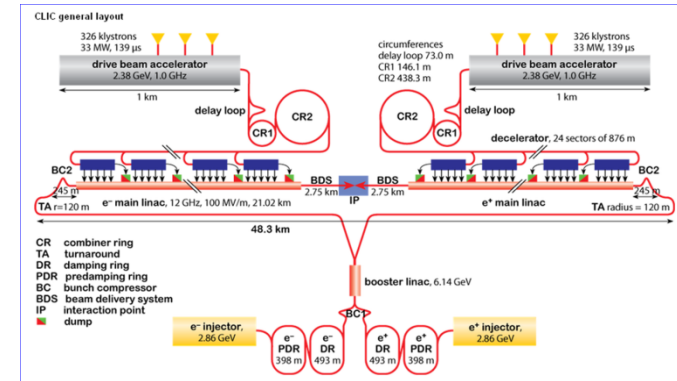 CLIC general layout
326 klystrons
33 MW, 139 µs
drive beam accelerator
2.38 GeV, 1.0 GHz
1 km
delay loop
CR1
CR2
circumferences
delay loop 73.0 m
CR1 146.1 m
CR2 438.3 m
326 klystrons
33 MW, 139 µs
drive beam accelerator
2.38 GeV, 1.0 GHz
1 km
delay loop
CR2
CR1
decelerator, 24 sectors of 876 m
BC2
245 m
TA r=120 m
e⁻ main linac, 12 GHz, 100 MV/m, 21.02 km
BDS
2.75 km
IP
BDS
2.75 km
e⁺ main linac
BC2
245 m
TA radius = 120 m
48.3 km
CR combiner ring
TA turnaround
DR damping ring
PDR predamping ring
BC bunch compressor
BDS beam delivery system
IP interaction point
dump
booster linac, 6.14 GeV
BC1
e⁻ injector,
2.86 GeV
e⁻
PDR
398 m
e⁻
DR
493 m
e⁺
DR
493 m
e⁺
PDR
398 m
e⁺ injector,
2.86 GeV